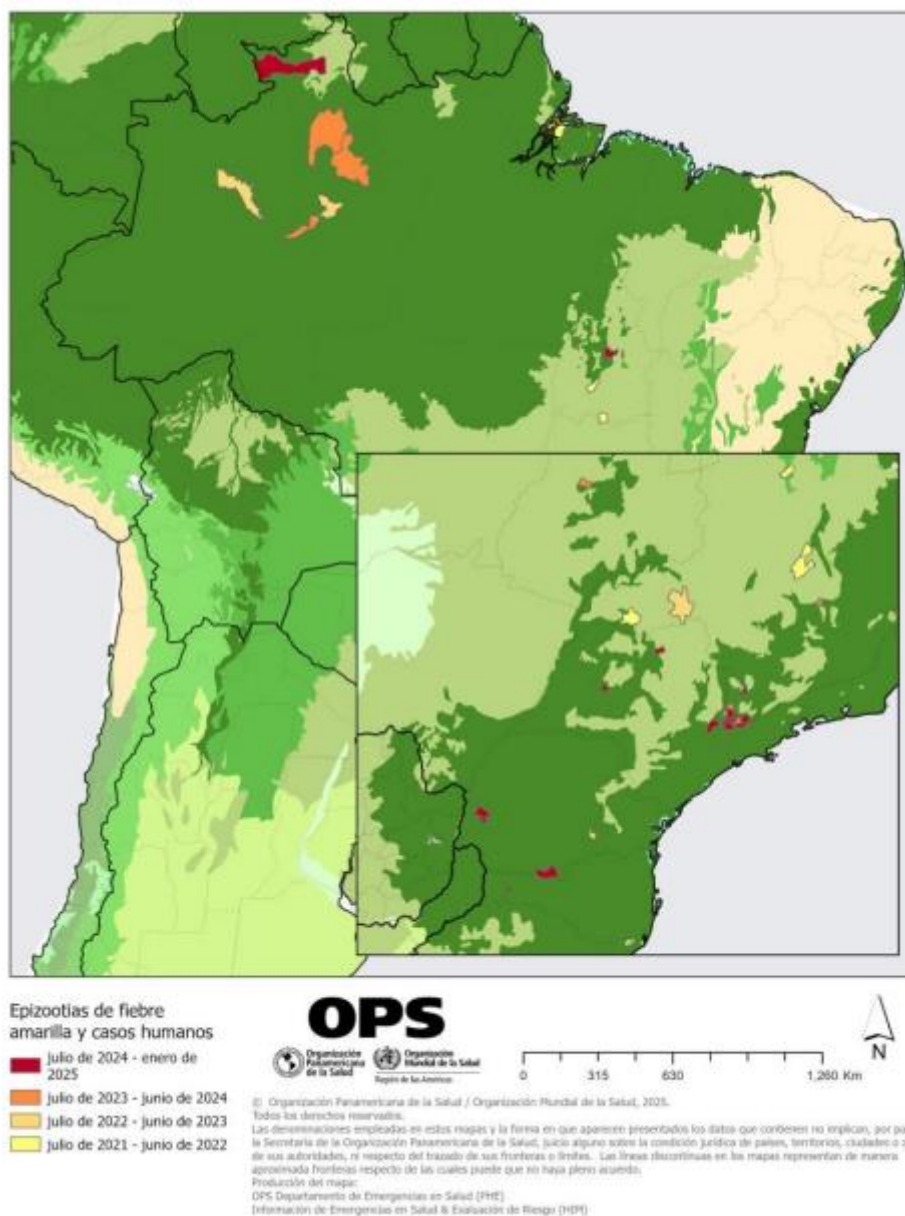 Epizootias de fiebre
amarilla y casos humanos
Julio de 2024 - enero de
2025
Julio de 2023 - junio de 2024
Julio de 2022 - junio de 2023
Julio de 2021 - junio de 2022
OPS
Organización
Panamericana
de la Salud
Organización
Mundial de la Salud
Región de las Américas
0 315 630 1,260 Km
N
© Organización Panamericana de la Salud / Organización Mundial de la Salud, 2025.
Todos los derechos reservados.
Las denominaciones empleadas en estos mapas y la forma en que aparecen presentados los datos que contienen no implican, por pa
la Secretaría de la Organización Panamericana de la Salud, juicio alguno sobre la condición jurídica de países, territorios, ciudades o
de sus autoridades, ni respecto del trazado de sus fronteras o límites. Las líneas discontinuas en los mapas representan de manera
aproximada fronteras respecto de las cuales puede que no haya pleno acuerdo.
Producción del mapa:
OPS Departamento de Emergencias en Salud (PHE)
Información de Emergencias en Salud & Evaluación de Riesgo (HIM)